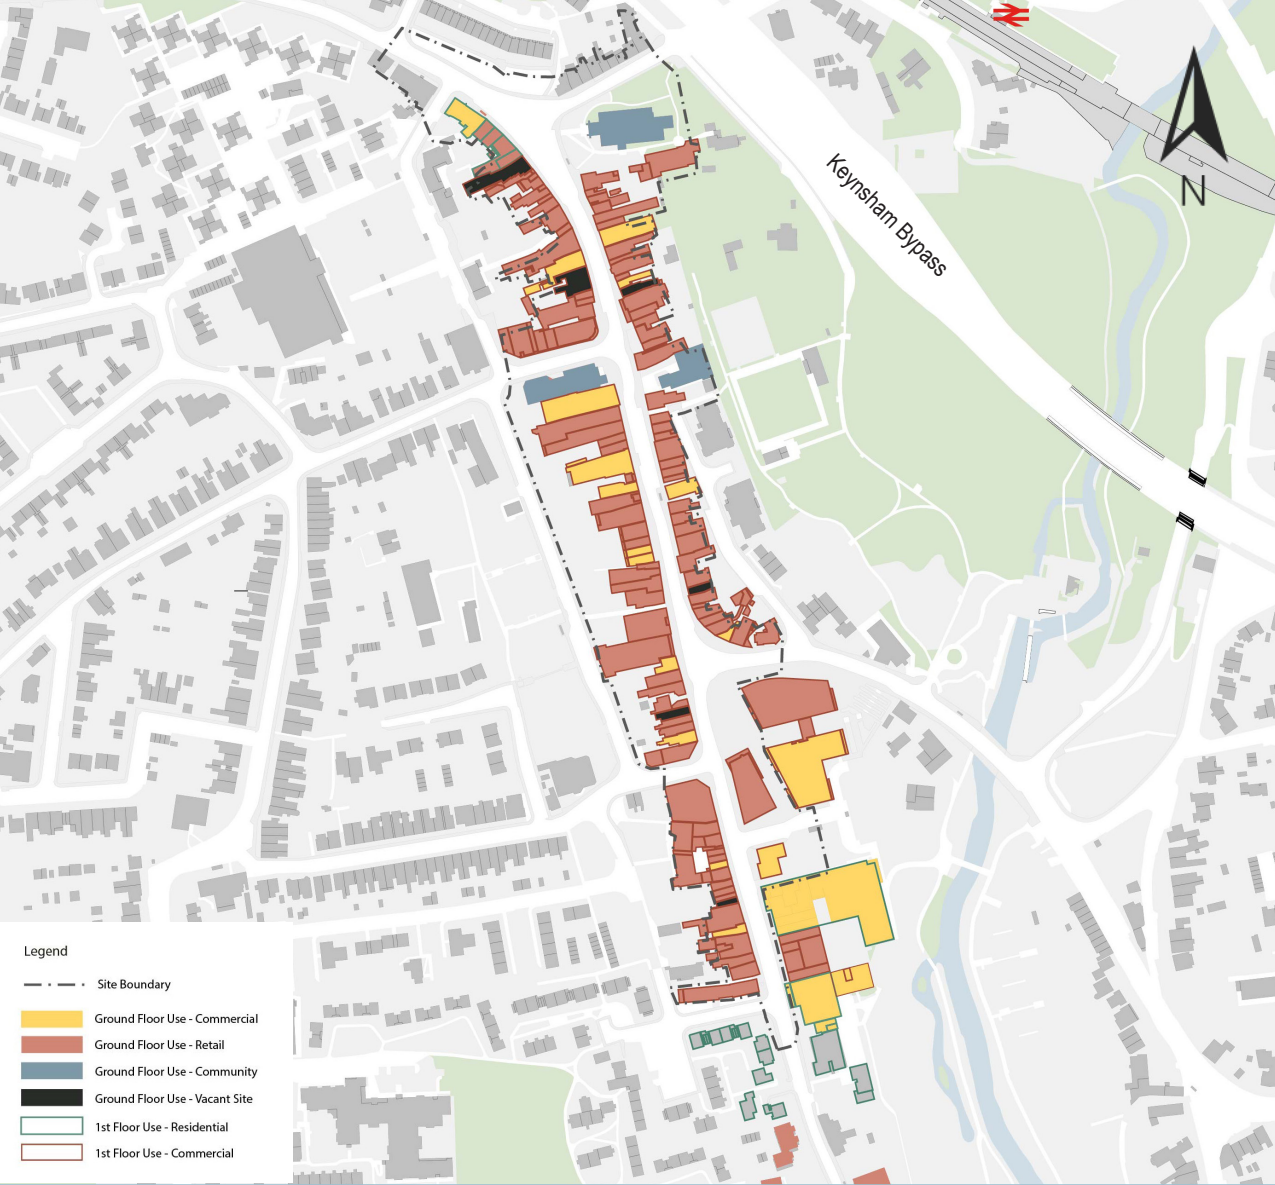 Keynsham Bypass
N
Legend
Site Boundary
Ground Floor Use - Commercial
Ground Floor Use - Retail
Ground Floor Use - Community
Ground Floor Use - Vacant Site
1st Floor Use - Residential
1st Floor Use - Commercial